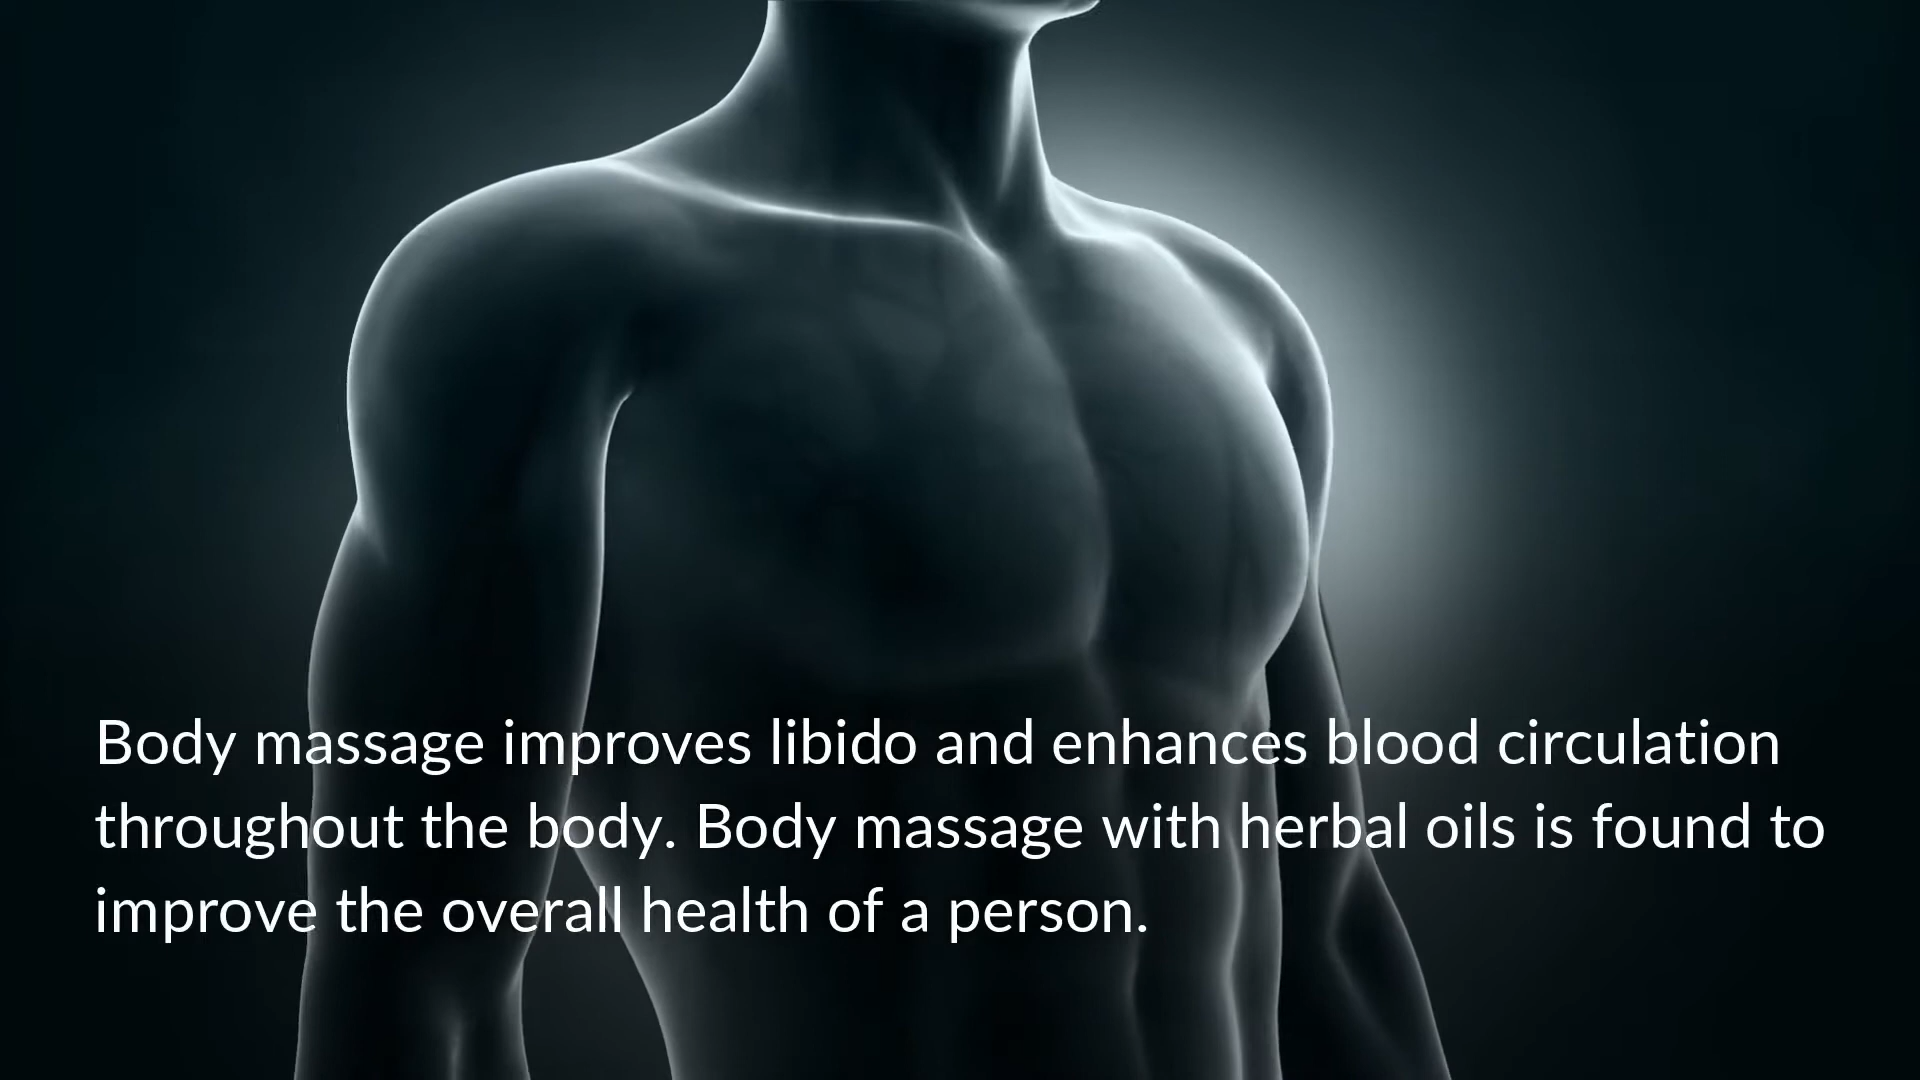 Body massage improves libido and enhances blood circulation
throughout the body. Body massage with herbal oils is found to
improve the overall health of a person.